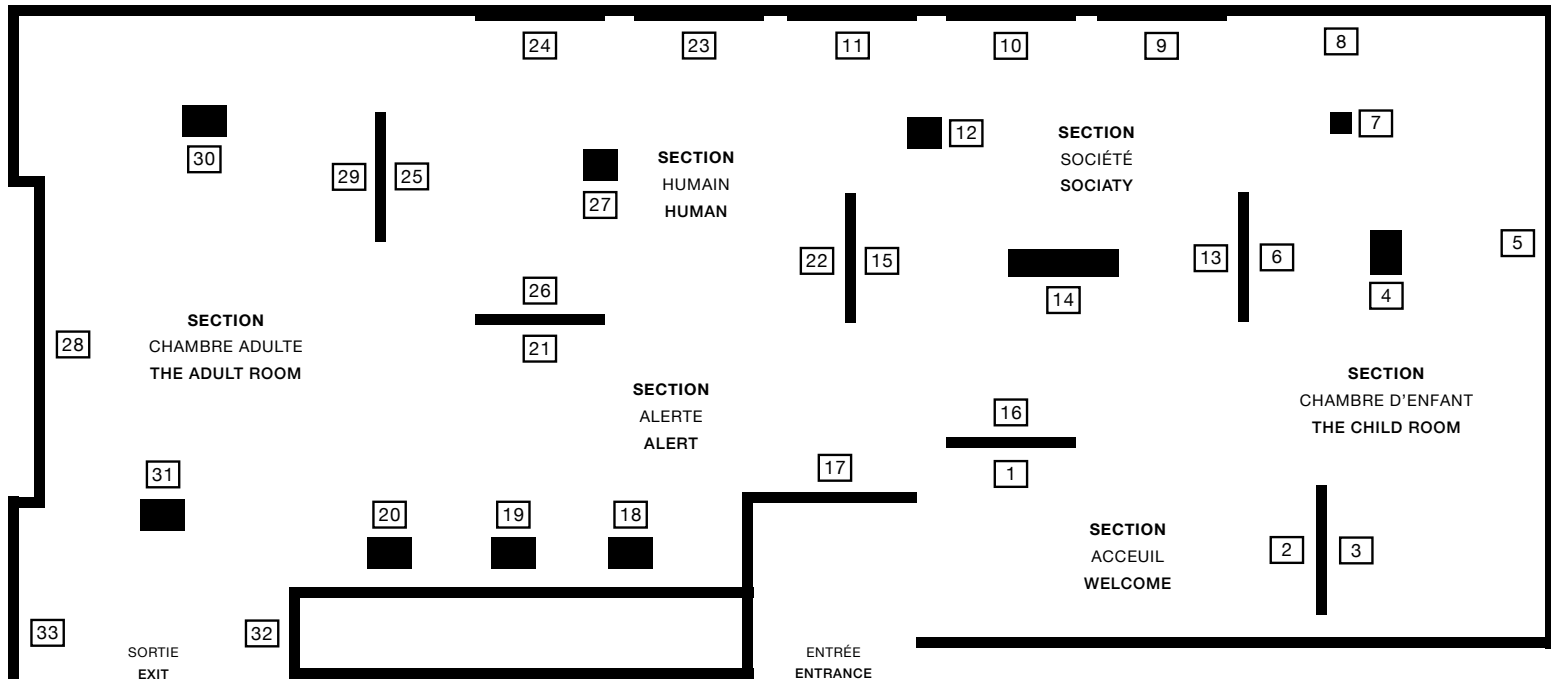 24
23
11
10
9
8
30
29
25
27
SECTION
HUMAIN
HUMAN
12
SECTION
SOCIÉTÉ
SOCIATY
7
22
15
14
13
6
4
5
26
21
28
SECTION
CHAMBRE ADULTE
THE ADULT ROOM
SECTION
ALERTE
ALERT
16
1
SECTION
CHAMBRE D'ENFANT
THE CHILD ROOM
31
20
19
18
17
SECTION
ACCEUIL
WELCOME
2
3
33
SORTIE
EXIT
32
ENTRÉE
ENTRANCE